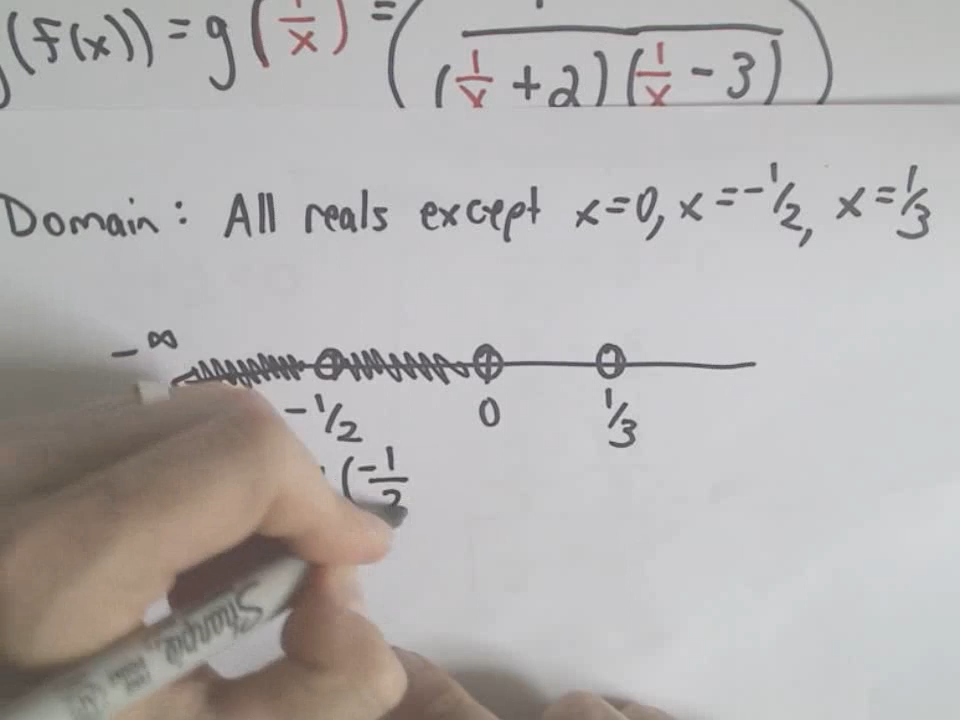 (f(x)) = g(1/x) = (1/((1/x + 2)(1/x - 3)))
Domain: All reals except x=0, x=-1/2, x=1/3
-∞
-1/2 0 1/3
(-1/2
Sharpie